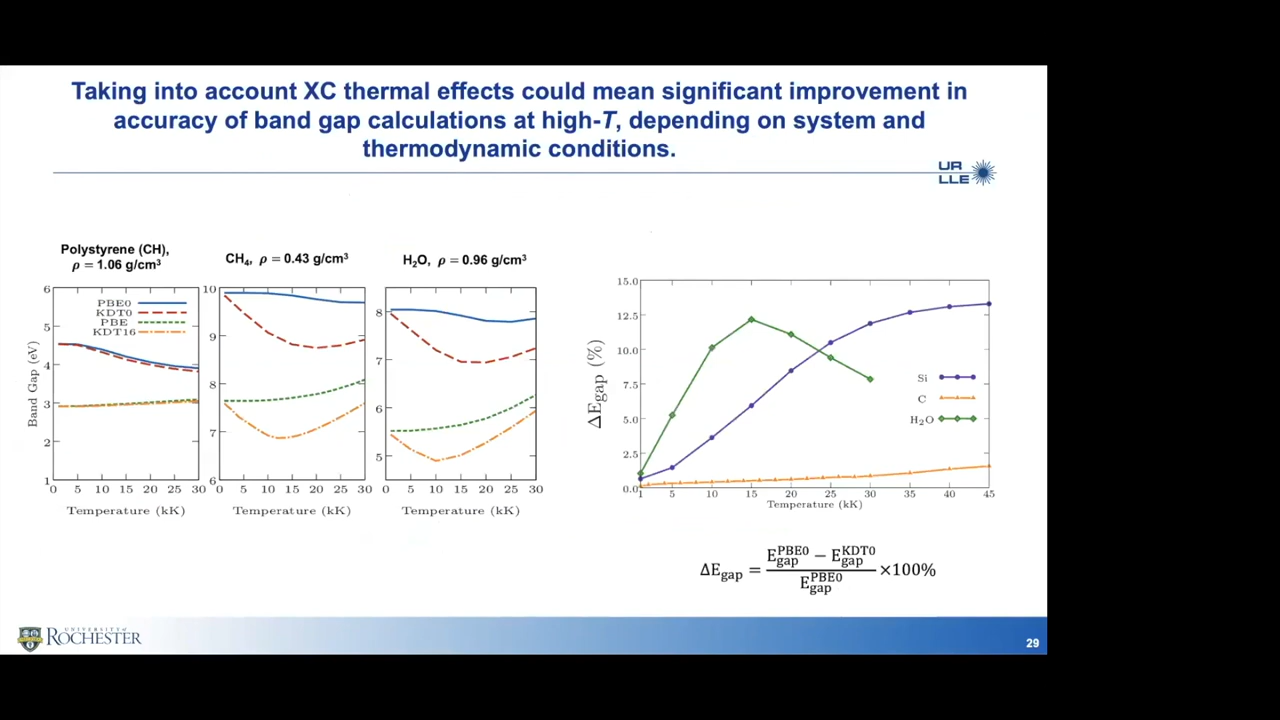 Taking into account XC thermal effects could mean significant improvement in
accuracy of band gap calculations at high-T, depending on system and
thermodynamic conditions.
UR
LLE
Polystyrene (CH),
ρ = 1.06 g/cm³
CH₄, ρ = 0.43 g/cm³
H₂O, ρ = 0.96 g/cm³
Band Gap (eV)
6
5
4
3
2
1
PBE0
KDT0
PBE
KDT16
0 5 10 15 20 25 30
Temperature (kK)
10
9
8
7
6
0 5 10 15 20 25 30
Temperature (kK)
8
7
6
5
0 5 10 15 20 25 30
Temperature (kK)
ΔEgap (%)
15.0
12.5
10.0
7.5
5.0
2.5
0.0
Si
C
H₂O
1 5 10 15 20 25 30 35 40 45
Temperature (kK)
ΔE_gap = (E_gap^PBE0 − E_gap^KDT0) / E_gap^PBE0 ×100%
UNIVERSITY of
ROCHESTER
29